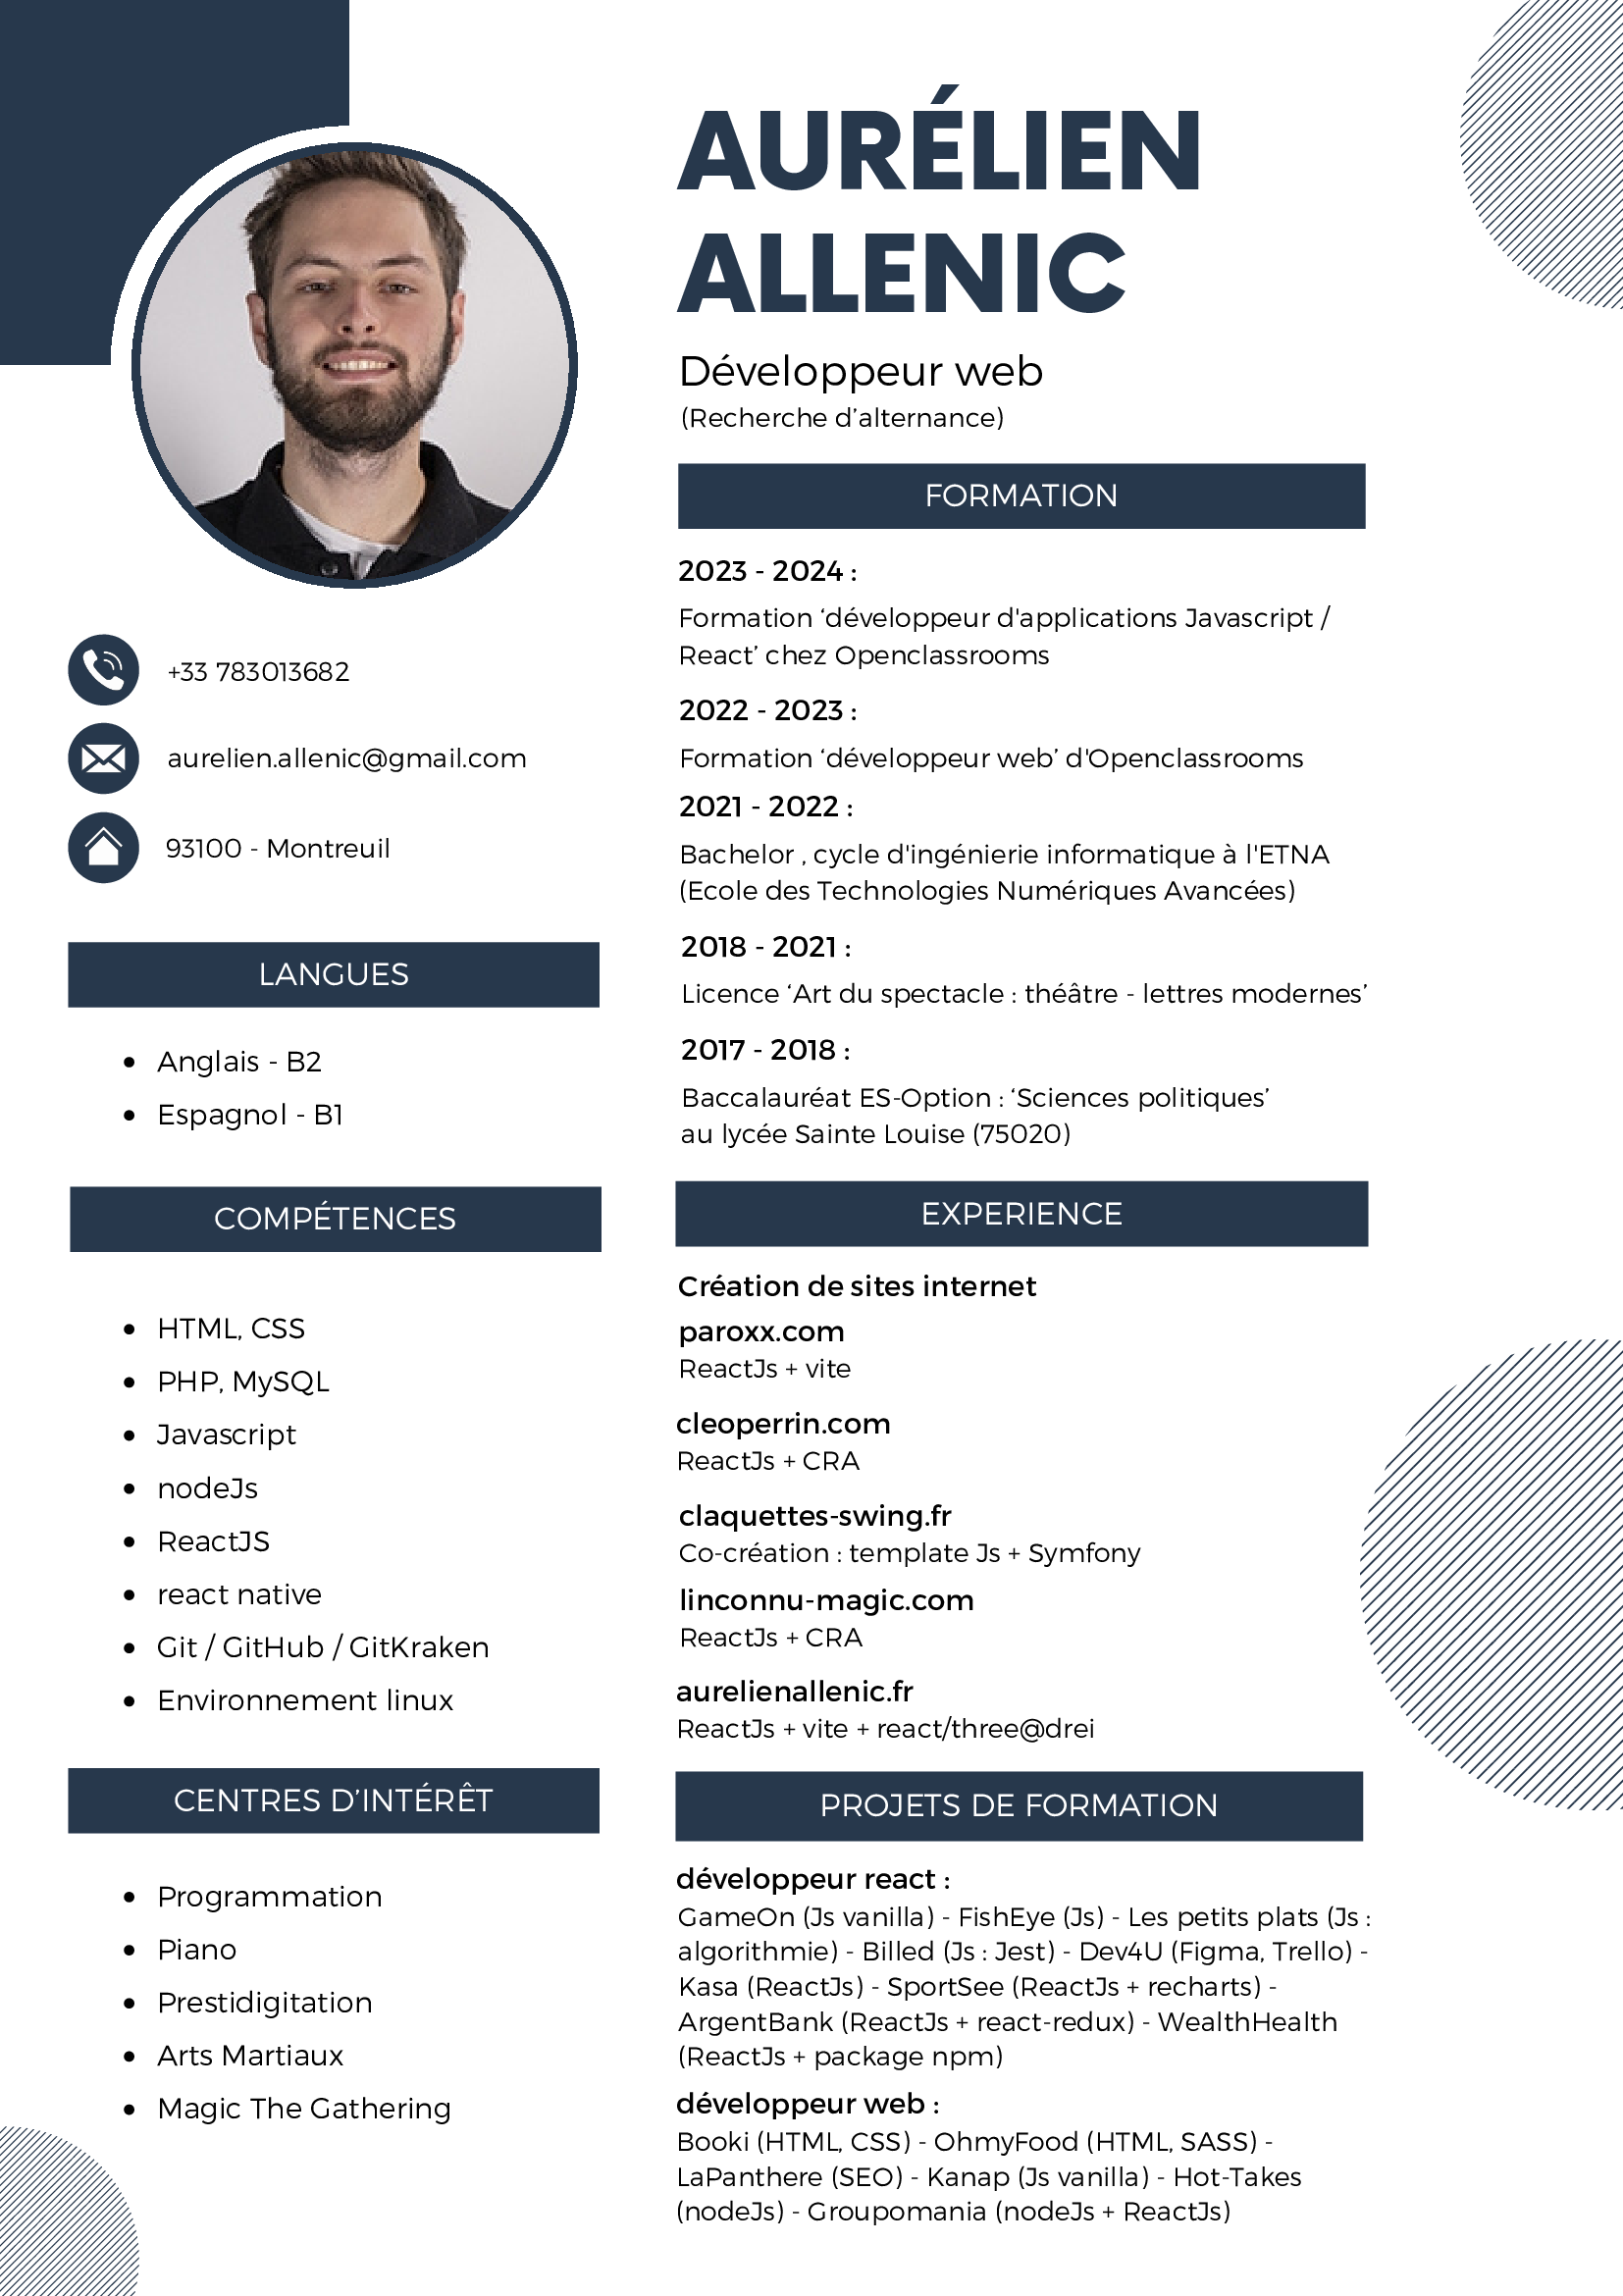 AURÉLIEN
ALLENIC
Développeur web
(Recherche d’alternance)
+33 783013682
aurelien.allenic@gmail.com
93100 - Montreuil
LANGUES
Anglais - B2
Espagnol - B1
COMPÉTENCES
HTML, CSS
PHP, MySQL
Javascript
nodeJs
ReactJS
react native
Git / GitHub / GitKraken
Environnement linux
CENTRES D’INTÉRÊT
Programmation
Piano
Prestidigitation
Arts Martiaux
Magic The Gathering
FORMATION
2023 - 2024 :
Formation ‘développeur d'applications Javascript /
React’ chez Openclassrooms
2022 - 2023 :
Formation ‘développeur web’ d'Openclassrooms
2021 - 2022 :
Bachelor , cycle d'ingénierie informatique à l'ETNA
(Ecole des Technologies Numériques Avancées)
2018 - 2021 :
Licence ‘Art du spectacle : théâtre - lettres modernes’
2017 - 2018 :
Baccalauréat ES-Option : ‘Sciences politiques’
au lycée Sainte Louise (75020)
EXPERIENCE
Création de sites internet
paroxx.com
ReactJs + vite
cleoperrin.com
ReactJs + CRA
claquettes-swing.fr
Co-création : template Js + Symfony
linconnu-magic.com
ReactJs + CRA
aurelienallenic.fr
ReactJs + vite + react/three@drei
PROJETS DE FORMATION
développeur react :
GameOn (Js vanilla) - FishEye (Js) - Les petits plats (Js :
algorithmie) - Billed (Js : Jest) - Dev4U (Figma, Trello) -
Kasa (ReactJs) - SportSee (ReactJs + recharts) -
ArgentBank (ReactJs + react-redux) - WealthHealth
(ReactJs + package npm)
développeur web :
Booki (HTML, CSS) - OhmyFood (HTML, SASS) -
LaPanthere (SEO) - Kanap (Js vanilla) - Hot-Takes
(nodeJs) - Groupomania (nodeJs + ReactJs)